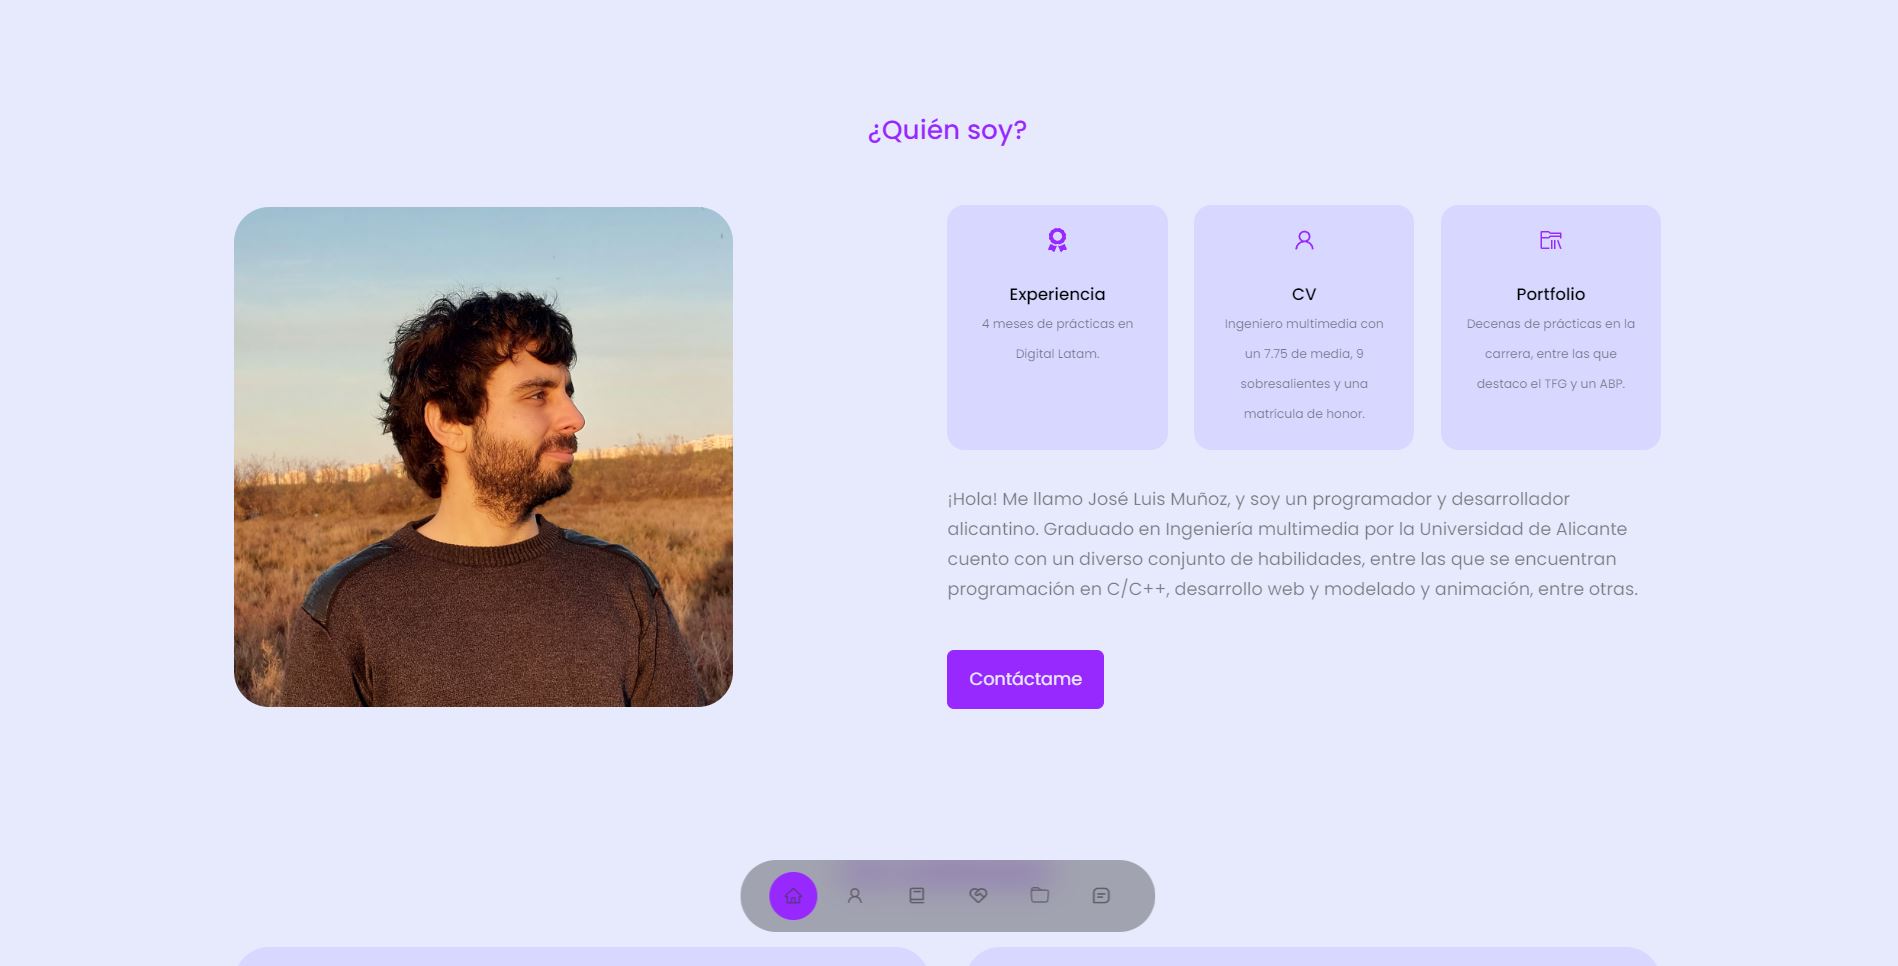 ¿Quién soy?
Experiencia
4 meses de prácticas en
Digital Latam.
CV
Ingeniero multimedia con
un 7.75 de media, 9
sobresalientes y una
matrícula de honor.
Portfolio
Decenas de prácticas en la
carrera, entre las que
destaco el TFG y un ABP.
¡Hola! Me llamo José Luis Muñoz, y soy un programador y desarrollador
alicantino. Graduado en Ingeniería multimedia por la Universidad de Alicante
cuento con un diverso conjunto de habilidades, entre las que se encuentran
programación en C/C++, desarrollo web y modelado y animación, entre otras.
Contáctame